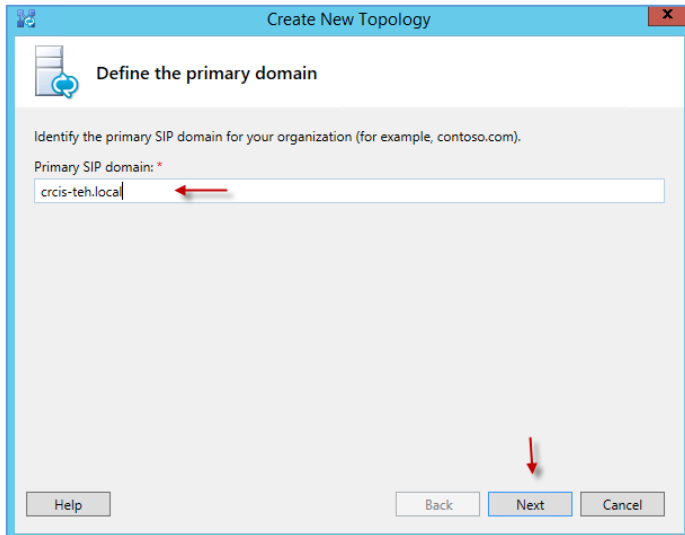 Create New Topology
x
Define the primary domain
Identify the primary SIP domain for your organization (for example, contoso.com).
Primary SIP domain: *
crcis-teh.local
Help
Back
Next
Cancel